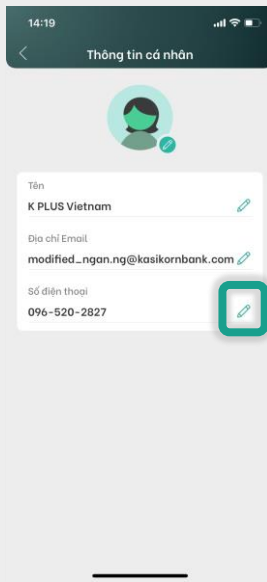 14:19
Thông tin cá nhân
Tên
K PLUS Vietnam
Địa chỉ Email
modified_ngan.ng@kasikornbank.com
Số điện thoại
096-520-2827